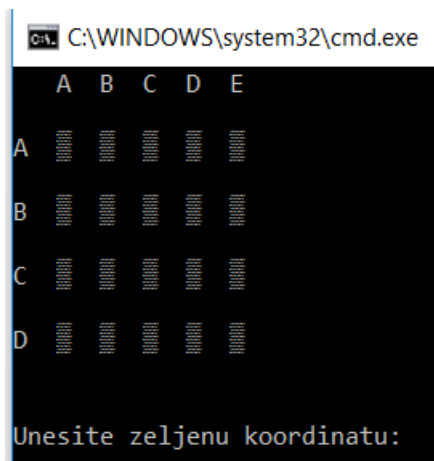 C:\WINDOWS\system32\cmd.exe
A B C D E
A ▒ ▒ ▒ ▒ ▒
B ▒ ▒ ▒ ▒ ▒
C ▒ ▒ ▒ ▒ ▒
D ▒ ▒ ▒ ▒ ▒
Unesite zeljenu koordinatu: